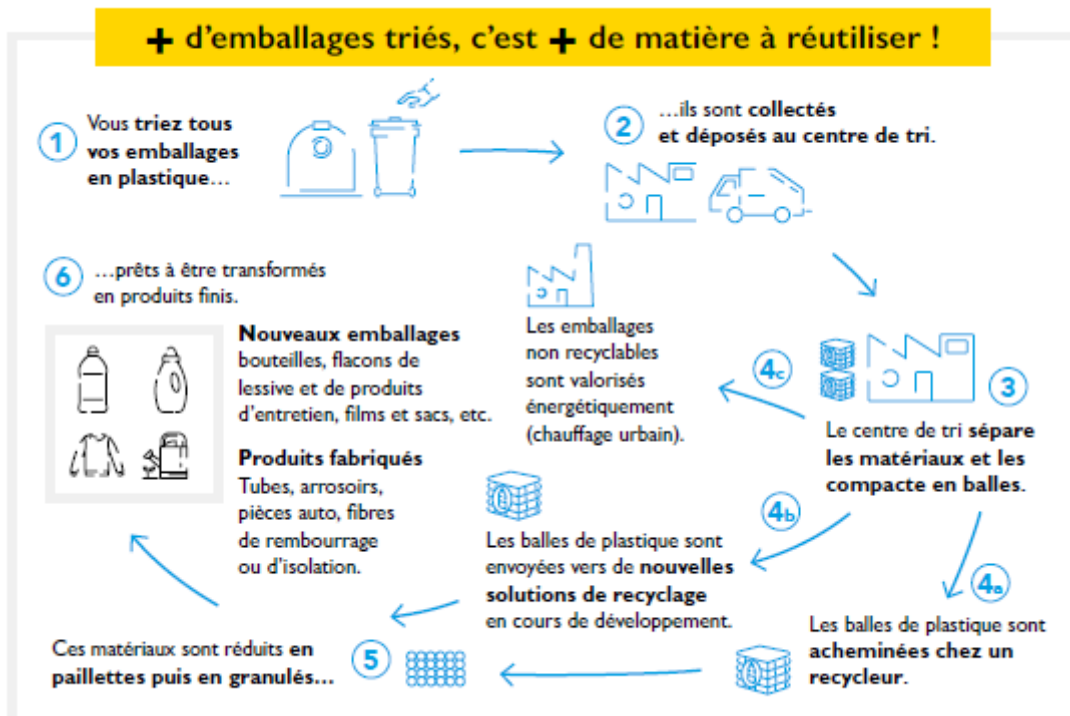 + d'emballages triés, c'est + de matière à réutiliser !
1
Vous triez tous
vos emballages
en plastique…
2
…ils sont collectés
et déposés au centre de tri.
3
Le centre de tri sépare
les matériaux et les
compacte en balles.
4c
Les emballages
non recyclables
sont valorisés
énergétiquement
(chauffage urbain).
4b
Les balles de plastique sont
envoyées vers de nouvelles
solutions de recyclage
en cours de développement.
4a
Les balles de plastique sont
acheminées chez un
recycleur.
5
Ces matériaux sont réduits en
paillettes puis en granulés…
6
…prêts à être transformés
en produits finis.
Nouveaux emballages
bouteilles, flacons de
lessive et de produits
d'entretien, films et sacs, etc.
Produits fabriqués
Tubes, arrosoirs,
pièces auto, fibres
de rembourrage
ou d'isolation.